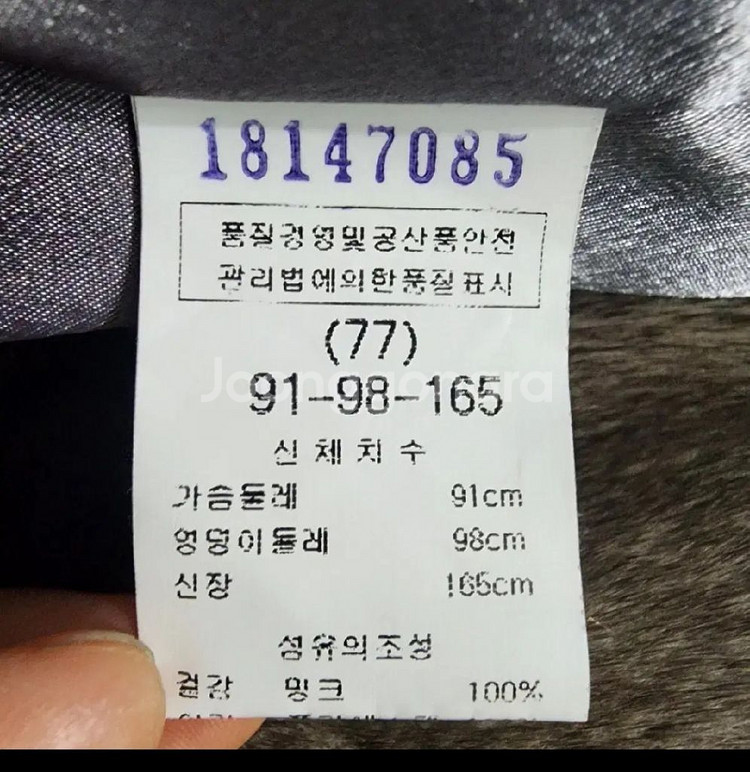 18147085
품질경영및공산품안전
관리법에의한품질표시
(77)
91-98-165
Joonggonara
신체치수
가슴둘레 91cm
엉덩이둘레 98cm
신장 165cm
섬유의조성
겉감 밍크 100%